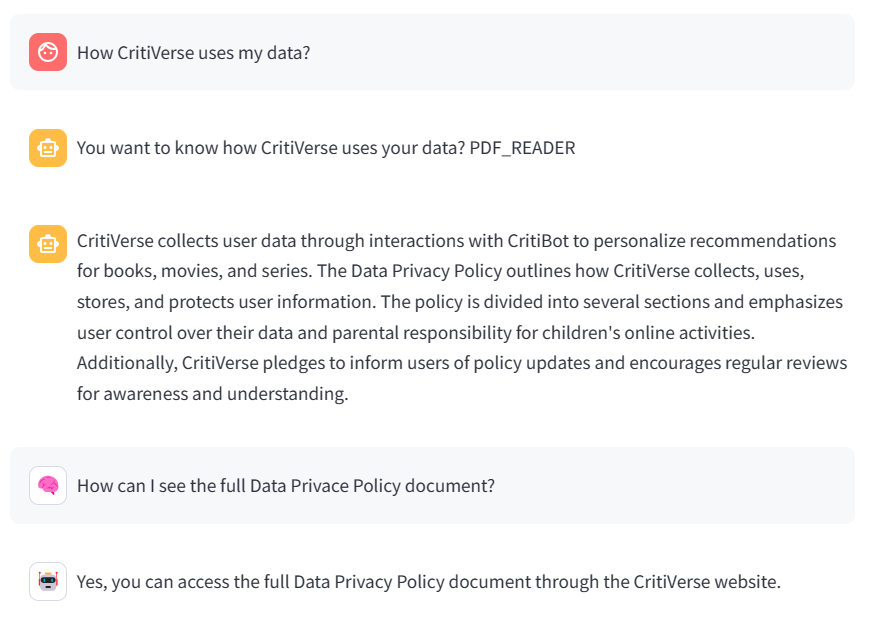 How CritiVerse uses my data?
You want to know how CritiVerse uses your data? PDF_READER
CritiVerse collects user data through interactions with CritiBot to personalize recommendations
for books, movies, and series. The Data Privacy Policy outlines how CritiVerse collects, uses,
stores, and protects user information. The policy is divided into several sections and emphasizes
user control over their data and parental responsibility for children's online activities.
Additionally, CritiVerse pledges to inform users of policy updates and encourages regular reviews
for awareness and understanding.
How can I see the full Data Privace Policy document?
Yes, you can access the full Data Privacy Policy document through the CritiVerse website.